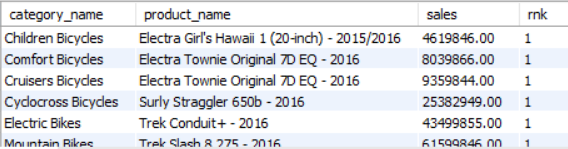 category_name product_name sales rnk
Children Bicycles Electra Girl's Hawaii 1 (20-inch) - 2015/2016 4619846.00 1
Comfort Bicycles Electra Townie Original 7D EQ - 2016 8039866.00 1
Cruisers Bicycles Electra Townie Original 7D EQ - 2016 9359844.00 1
Cyclocross Bicycles Surly Straggler 650b - 2016 25382949.00 1
Electric Bikes Trek Conduit+ - 2016 43499855.00 1
Mountain Bikes Trek Slash 8 275 - 2016 61599846.00 1